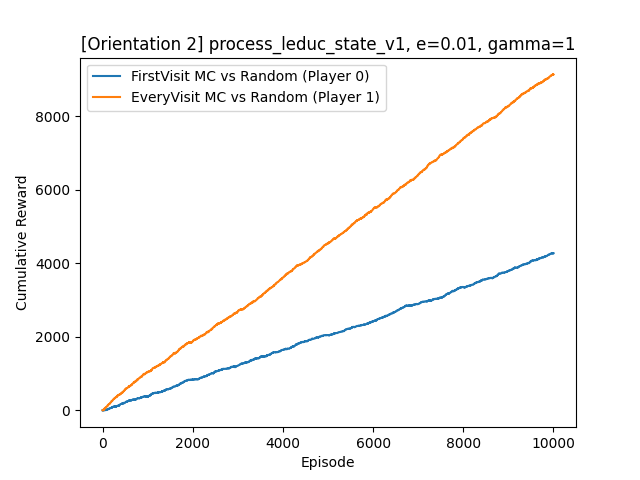 [Orientation 2] process_leduc_state_v1, e=0.01, gamma=1
FirstVisit MC vs Random (Player 0)
EveryVisit MC vs Random (Player 1)
8000
6000
4000
2000
0
Cumulative Reward
0 2000 4000 6000 8000 10000
Episode